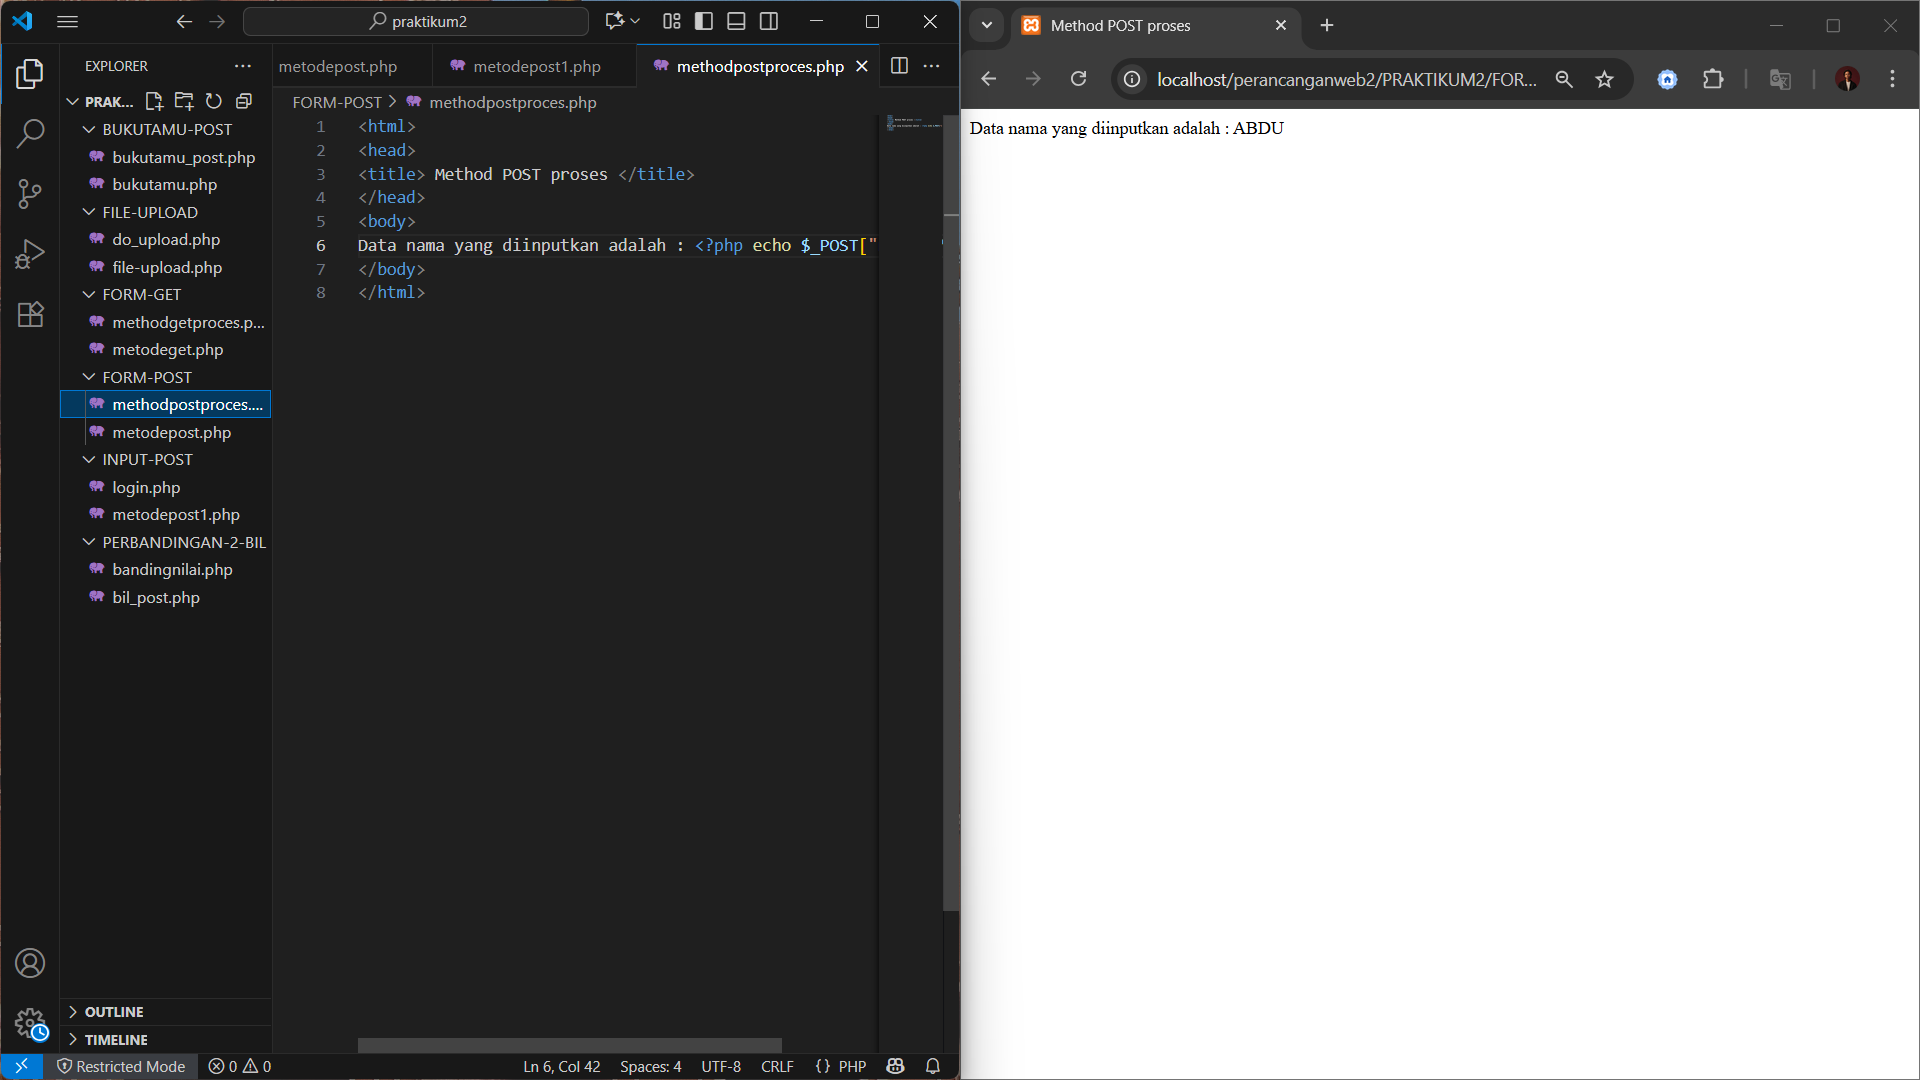 praktikum2
EXPLORER
PRAK...
BUKUTAMU-POST
bukutamu_post.php
bukutamu.php
FILE-UPLOAD
do_upload.php
file-upload.php
FORM-GET
methodgetproces.p...
metodeget.php
FORM-POST
methodpostproces....
metodepost.php
INPUT-POST
login.php
metodepost1.php
PERBANDINGAN-2-BIL
bandingnilai.php
bil_post.php
OUTLINE
TIMELINE
metodepost.php
metodepost1.php
methodpostproces.php
FORM-POST
methodpostproces.php
1 <html>
2 <head>
3 <title> Method POST proses </title>
4 </head>
5 <body>
6 Data nama yang diinputkan adalah : <?php echo $_POST["
7 </body>
8 </html>
Restricted Mode
0
0
Ln 6, Col 42
Spaces: 4
UTF-8
CRLF
{} PHP
Method POST proses
localhost/perancanganweb2/PRAKTIKUM2/FOR...
Data nama yang diinputkan adalah : ABDU